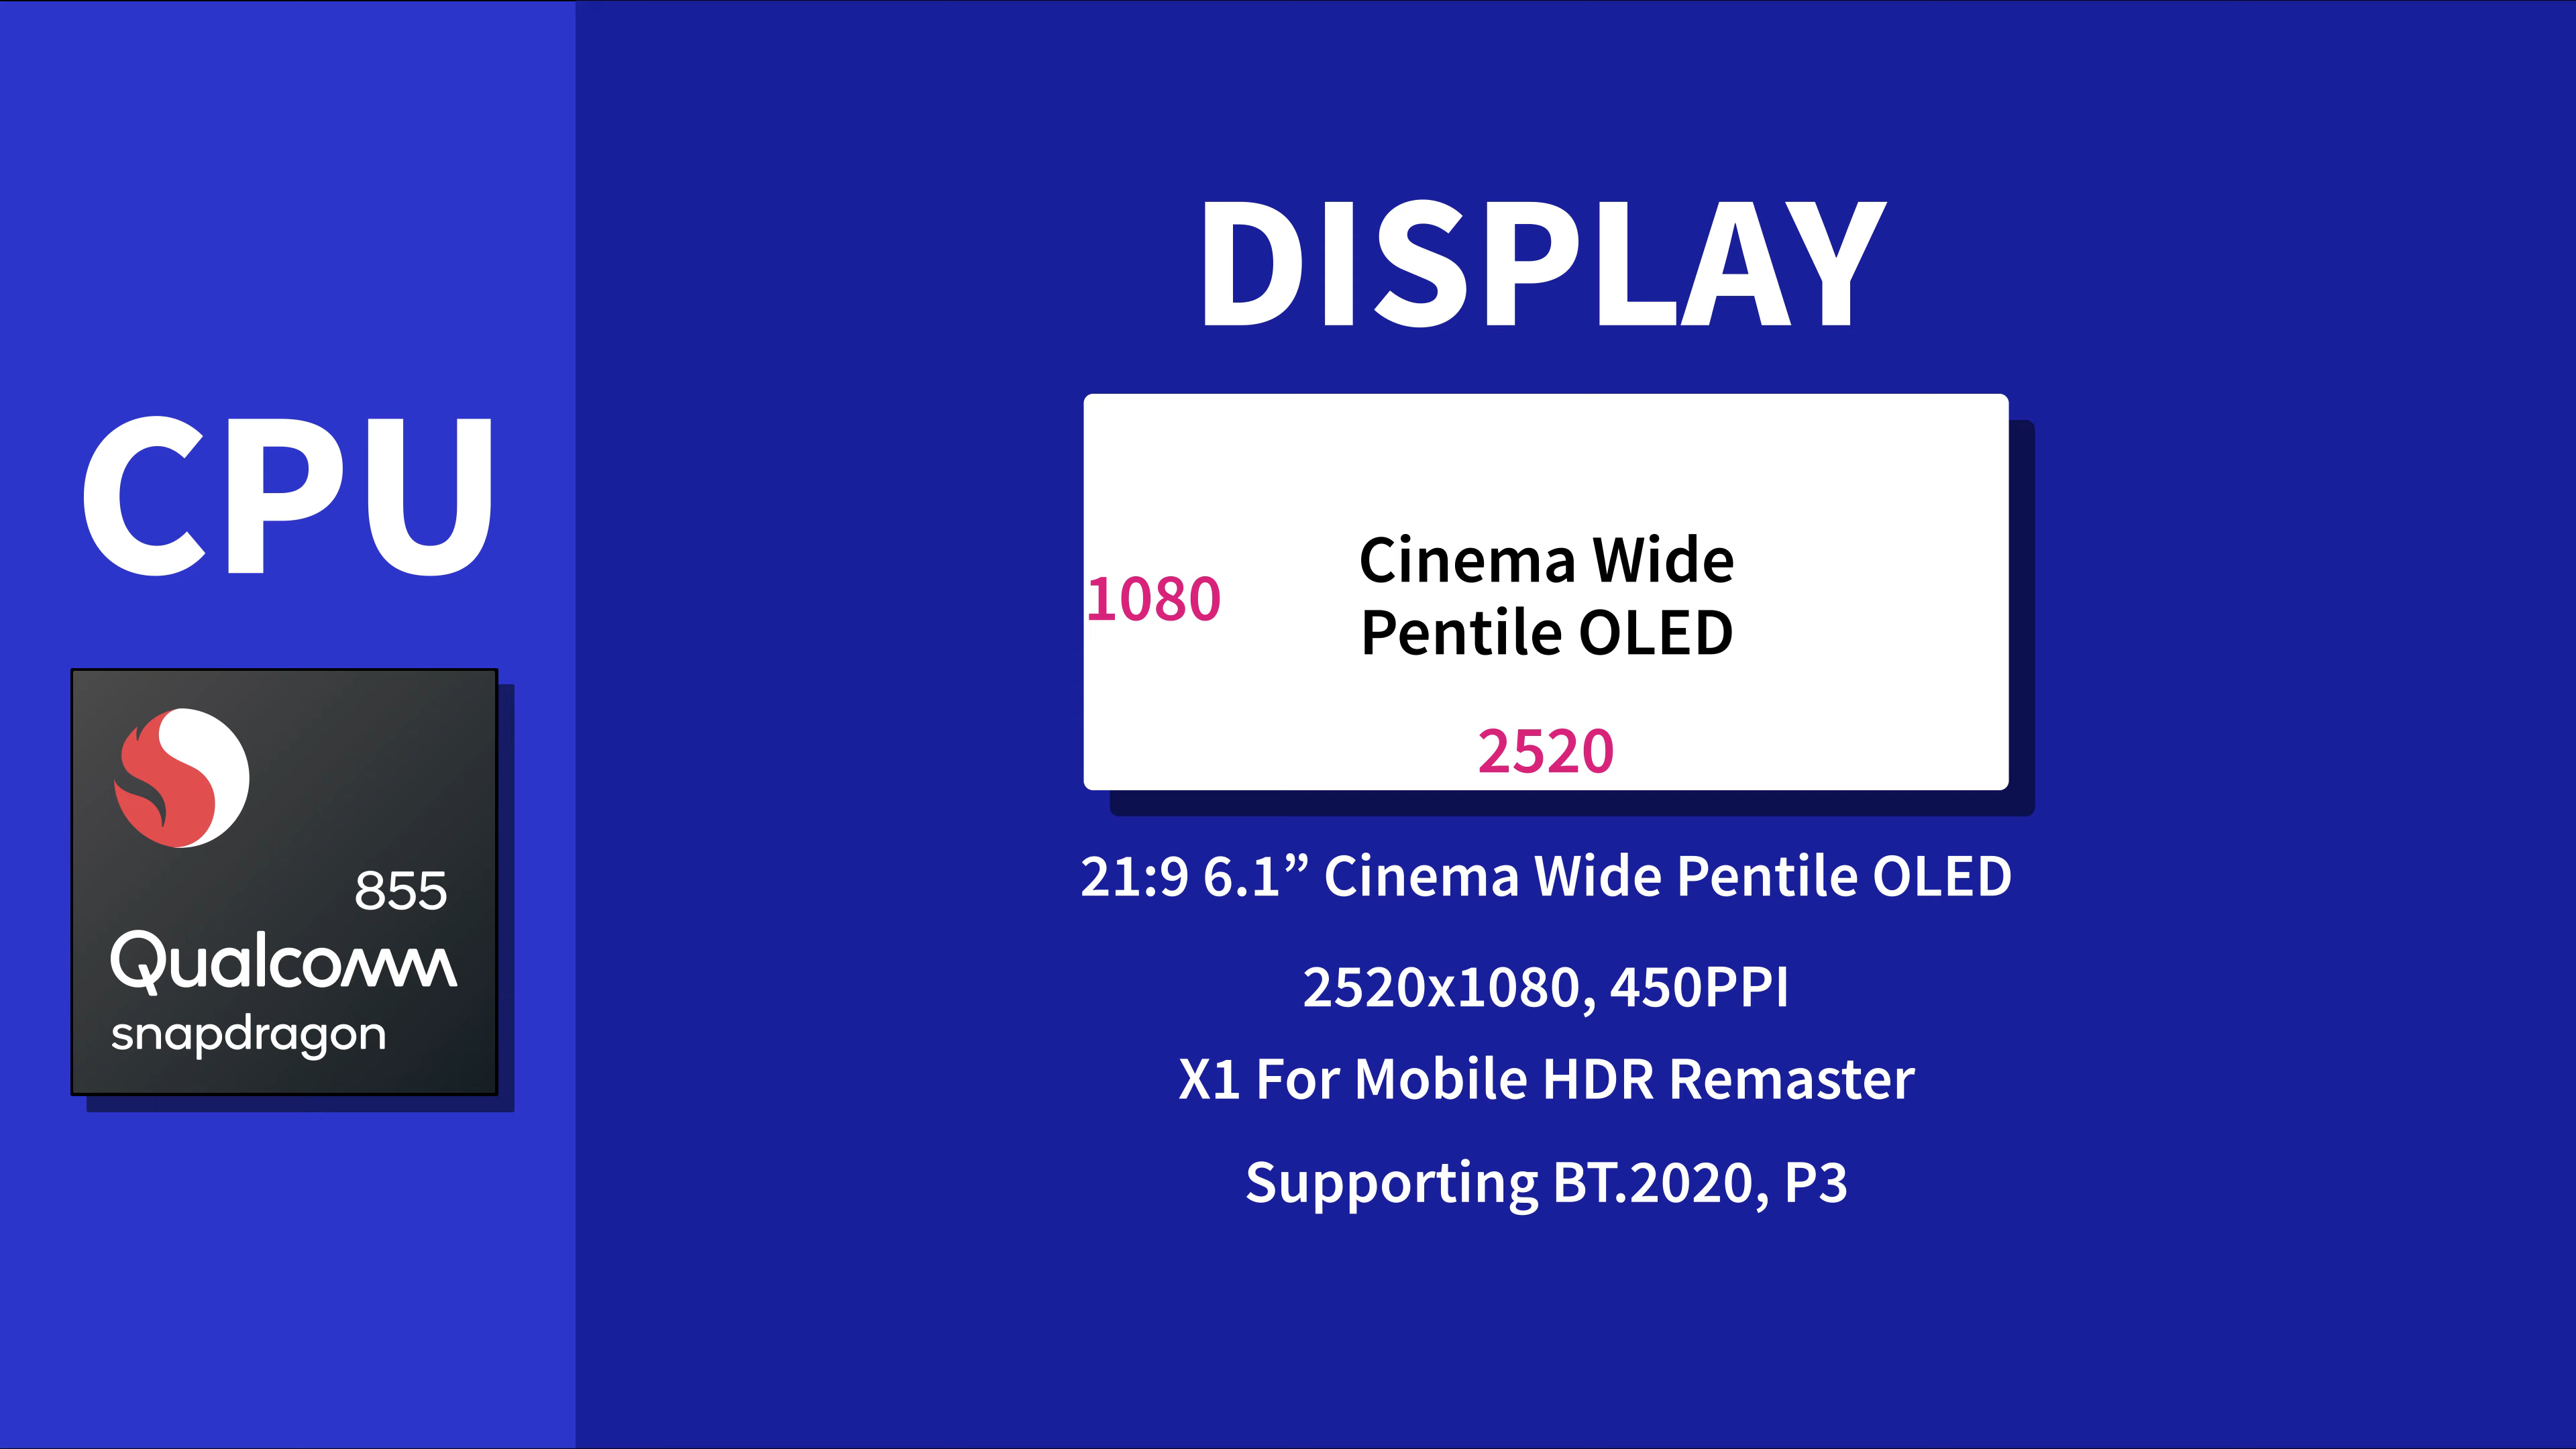 CPU
855
Qualcomm
snapdragon
DISPLAY
Cinema Wide
Pentile OLED
1080
2520
21:9 6.1” Cinema Wide Pentile OLED
2520x1080, 450PPI
X1 For Mobile HDR Remaster
Supporting BT.2020, P3